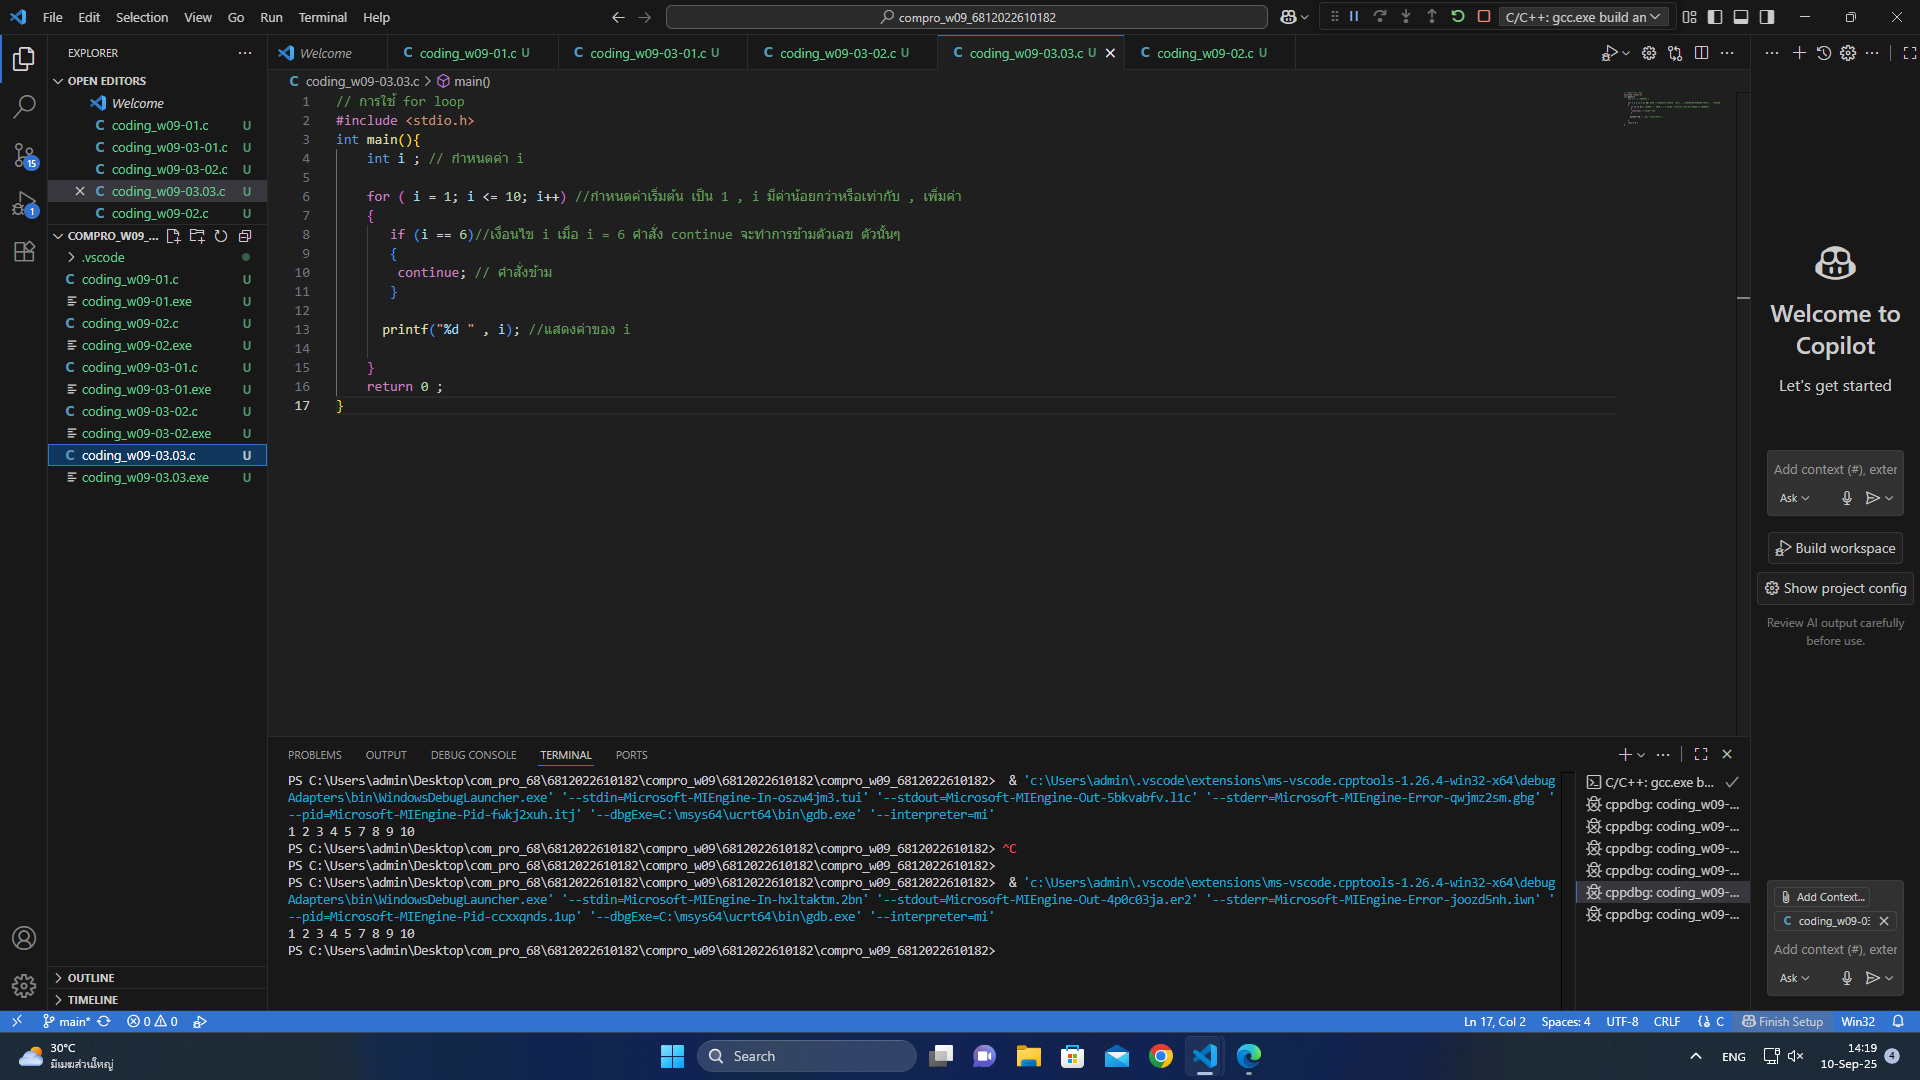 File Edit Selection View Go Run Terminal Help
compro_w09_6812022610182
C/C++: gcc.exe build an
EXPLORER
OPEN EDITORS
Welcome
coding_w09-01.c U
coding_w09-03-01.c U
coding_w09-03-02.c U
coding_w09-03.03.c U
coding_w09-02.c U
COMPRO_W09_...
.vscode
coding_w09-01.c U
coding_w09-01.exe U
coding_w09-02.c U
coding_w09-02.exe U
coding_w09-03-01.c U
coding_w09-03-01.exe U
coding_w09-03-02.c U
coding_w09-03-02.exe U
coding_w09-03.03.c U
coding_w09-03.03.exe U
OUTLINE
TIMELINE
15
1
Welcome coding_w09-01.c U coding_w09-03-01.c U coding_w09-03-02.c U coding_w09-03.03.c U coding_w09-02.c U
coding_w09-03.03.c > main()
1 // การใช้ for loop
2 #include <stdio.h>
3 int main(){
4 int i ; // กำหนดค่า i
5
6 for ( i = 1; i <= 10; i++) //กำหนดค่าเริ่มต้น เป็น 1 , i มีค่าน้อยกว่าหรือเท่ากับ , เพิ่มค่า
7 {
8 if (i == 6)//เงื่อนไข i เมื่อ i = 6 คำสั่ง continue จะทำการข้ามตัวเลข ตัวนั้นๆ
9 {
10 continue; // คำสั่งข้าม
11 }
12
13 printf("%d " , i); //แสดงค่าของ i
14
15 }
16 return 0 ;
17 }
PROBLEMS OUTPUT DEBUG CONSOLE TERMINAL PORTS
PS C:\Users\admin\Desktop\com_pro_68\6812022610182\compro_w09\6812022610182\compro_w09_6812022610182> & 'c:\Users\admin\.vscode\extensions\ms-vscode.cpptools-1.26.4-win32-x64\debug
Adapters\bin\WindowsDebugLauncher.exe' '--stdin=Microsoft-MIEngine-In-oszw4jm3.tui' '--stdout=Microsoft-MIEngine-Out-5bkvabfv.l1c' '--stderr=Microsoft-MIEngine-Error-qwjmz2sm.gbg' '
--pid=Microsoft-MIEngine-Pid-fwkj2xuh.itj' '--dbgExe=C:\msys64\ucrt64\bin\gdb.exe' '--interpreter=mi'
1 2 3 4 5 7 8 9 10
PS C:\Users\admin\Desktop\com_pro_68\6812022610182\compro_w09\6812022610182\compro_w09_6812022610182> ^C
PS C:\Users\admin\Desktop\com_pro_68\6812022610182\compro_w09\6812022610182\compro_w09_6812022610182>
PS C:\Users\admin\Desktop\com_pro_68\6812022610182\compro_w09\6812022610182\compro_w09_6812022610182> & 'c:\Users\admin\.vscode\extensions\ms-vscode.cpptools-1.26.4-win32-x64\debug
Adapters\bin\WindowsDebugLauncher.exe' '--stdin=Microsoft-MIEngine-In-hxltaktm.2bn' '--stdout=Microsoft-MIEngine-Out-4p0c03ja.er2' '--stderr=Microsoft-MIEngine-Error-joozd5nh.iwn' '
--pid=Microsoft-MIEngine-Pid-ccxxqnds.1up' '--dbgExe=C:\msys64\ucrt64\bin\gdb.exe' '--interpreter=mi'
1 2 3 4 5 7 8 9 10
PS C:\Users\admin\Desktop\com_pro_68\6812022610182\compro_w09\6812022610182\compro_w09_6812022610182>
C/C++: gcc.exe b...
cppdbg: coding_w09-...
cppdbg: coding_w09-...
cppdbg: coding_w09-...
cppdbg: coding_w09-...
cppdbg: coding_w09-...
cppdbg: coding_w09-...
Welcome to
Copilot
Let's get started
Add context (#), exter
Ask
Build workspace
Show project config
Review AI output carefully
before use.
Add Context...
coding_w09-03
Add context (#), exter
Ask
main* 0 0 Ln 17, Col 2 Spaces: 4 UTF-8 CRLF {} C Finish Setup Win32
30°C
มีเมฆส่วนใหญ่
Search
ENG
14:19
10-Sep-25
4